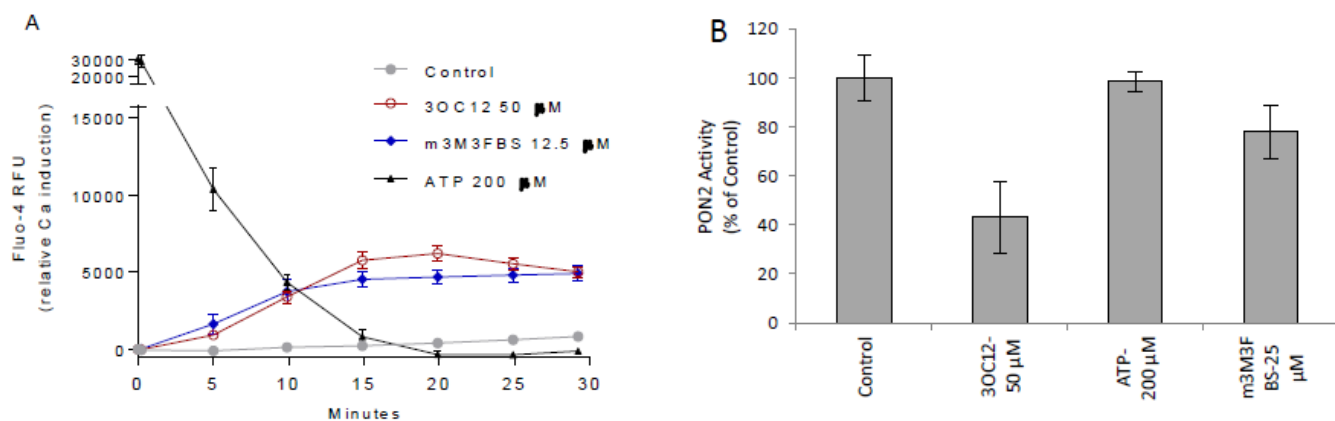 A
Fluo-4 RFU
(relative Ca induction)
30000
20000
15000
10000
5000
0
0 5 10 15 20 25 30
Minutes
Control
3OC12 50 μM
m3M3FBS 12.5 μM
ATP 200 μM
B
PON2 Activity
(% of Control)
120
100
80
60
40
20
0
Control
3OC12-
50 μM
ATP-
200 μM
m3M3F
BS-25
μM